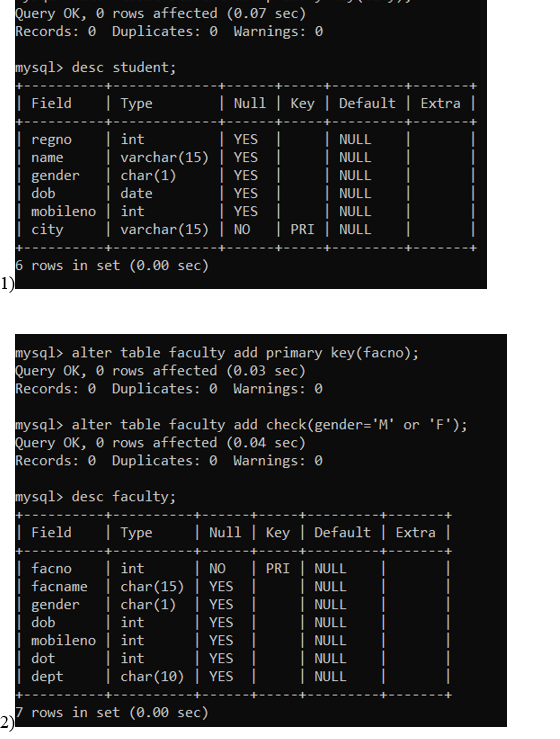 Query OK, 0 rows affected (0.07 sec)
Records: 0  Duplicates: 0  Warnings: 0
mysql> desc student;
+----------+-------------+------+-----+---------+-------+
| Field    | Type        | Null | Key | Default | Extra |
+----------+-------------+------+-----+---------+-------+
| regno    | int         | YES  |     | NULL    |       |
| name     | varchar(15) | YES  |     | NULL    |       |
| gender   | char(1)     | YES  |     | NULL    |       |
| dob      | date        | YES  |     | NULL    |       |
| mobileno | int         | YES  |     | NULL    |       |
| city     | varchar(15) | NO   | PRI | NULL    |       |
+----------+-------------+------+-----+---------+-------+
6 rows in set (0.00 sec)
1)
mysql> alter table faculty add primary key(facno);
Query OK, 0 rows affected (0.03 sec)
Records: 0  Duplicates: 0  Warnings: 0
mysql> alter table faculty add check(gender='M' or 'F');
Query OK, 0 rows affected (0.04 sec)
Records: 0  Duplicates: 0  Warnings: 0
mysql> desc faculty;
+----------+----------+------+-----+---------+-------+
| Field    | Type     | Null | Key | Default | Extra |
+----------+----------+------+-----+---------+-------+
| facno    | int      | NO   | PRI | NULL    |       |
| facname  | char(15) | YES  |     | NULL    |       |
| gender   | char(1)  | YES  |     | NULL    |       |
| dob      | int      | YES  |     | NULL    |       |
| mobileno | int      | YES  |     | NULL    |       |
| dot      | int      | YES  |     | NULL    |       |
| dept     | char(10) | YES  |     | NULL    |       |
+----------+----------+------+-----+---------+-------+
7 rows in set (0.00 sec)
2)